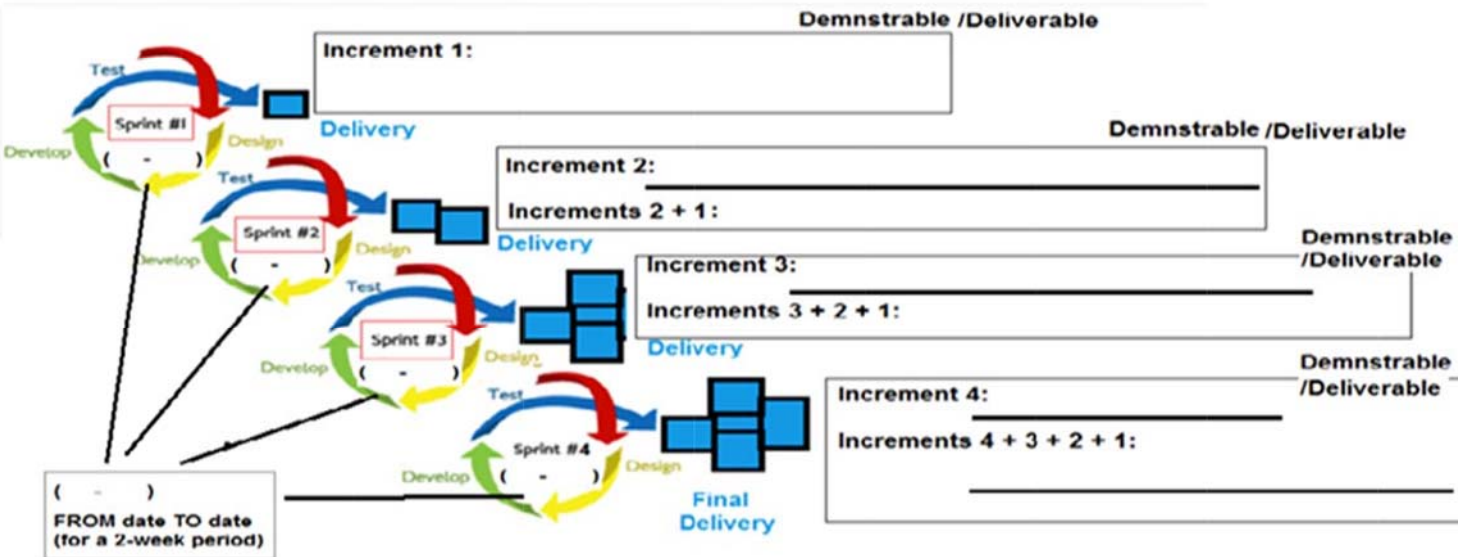 Demnstrable /Deliverable
Increment 1:
Test
Sprint #1
Design
Develop
( - )
Delivery
Demnstrable /Deliverable
Increment 2:
Increments 2 + 1:
Test
Sprint #2
Design
Develop
( - )
Delivery
Demnstrable
/Deliverable
Increment 3:
Increments 3 + 2 + 1:
Test
Sprint #3
Design
Develop
( - )
Delivery
Demnstrable
/Deliverable
Increment 4:
Increments 4 + 3 + 2 + 1:
Test
Sprint #4
Design
Develop
( - )
Final
Delivery
( - )
FROM date TO date
(for a 2-week period)